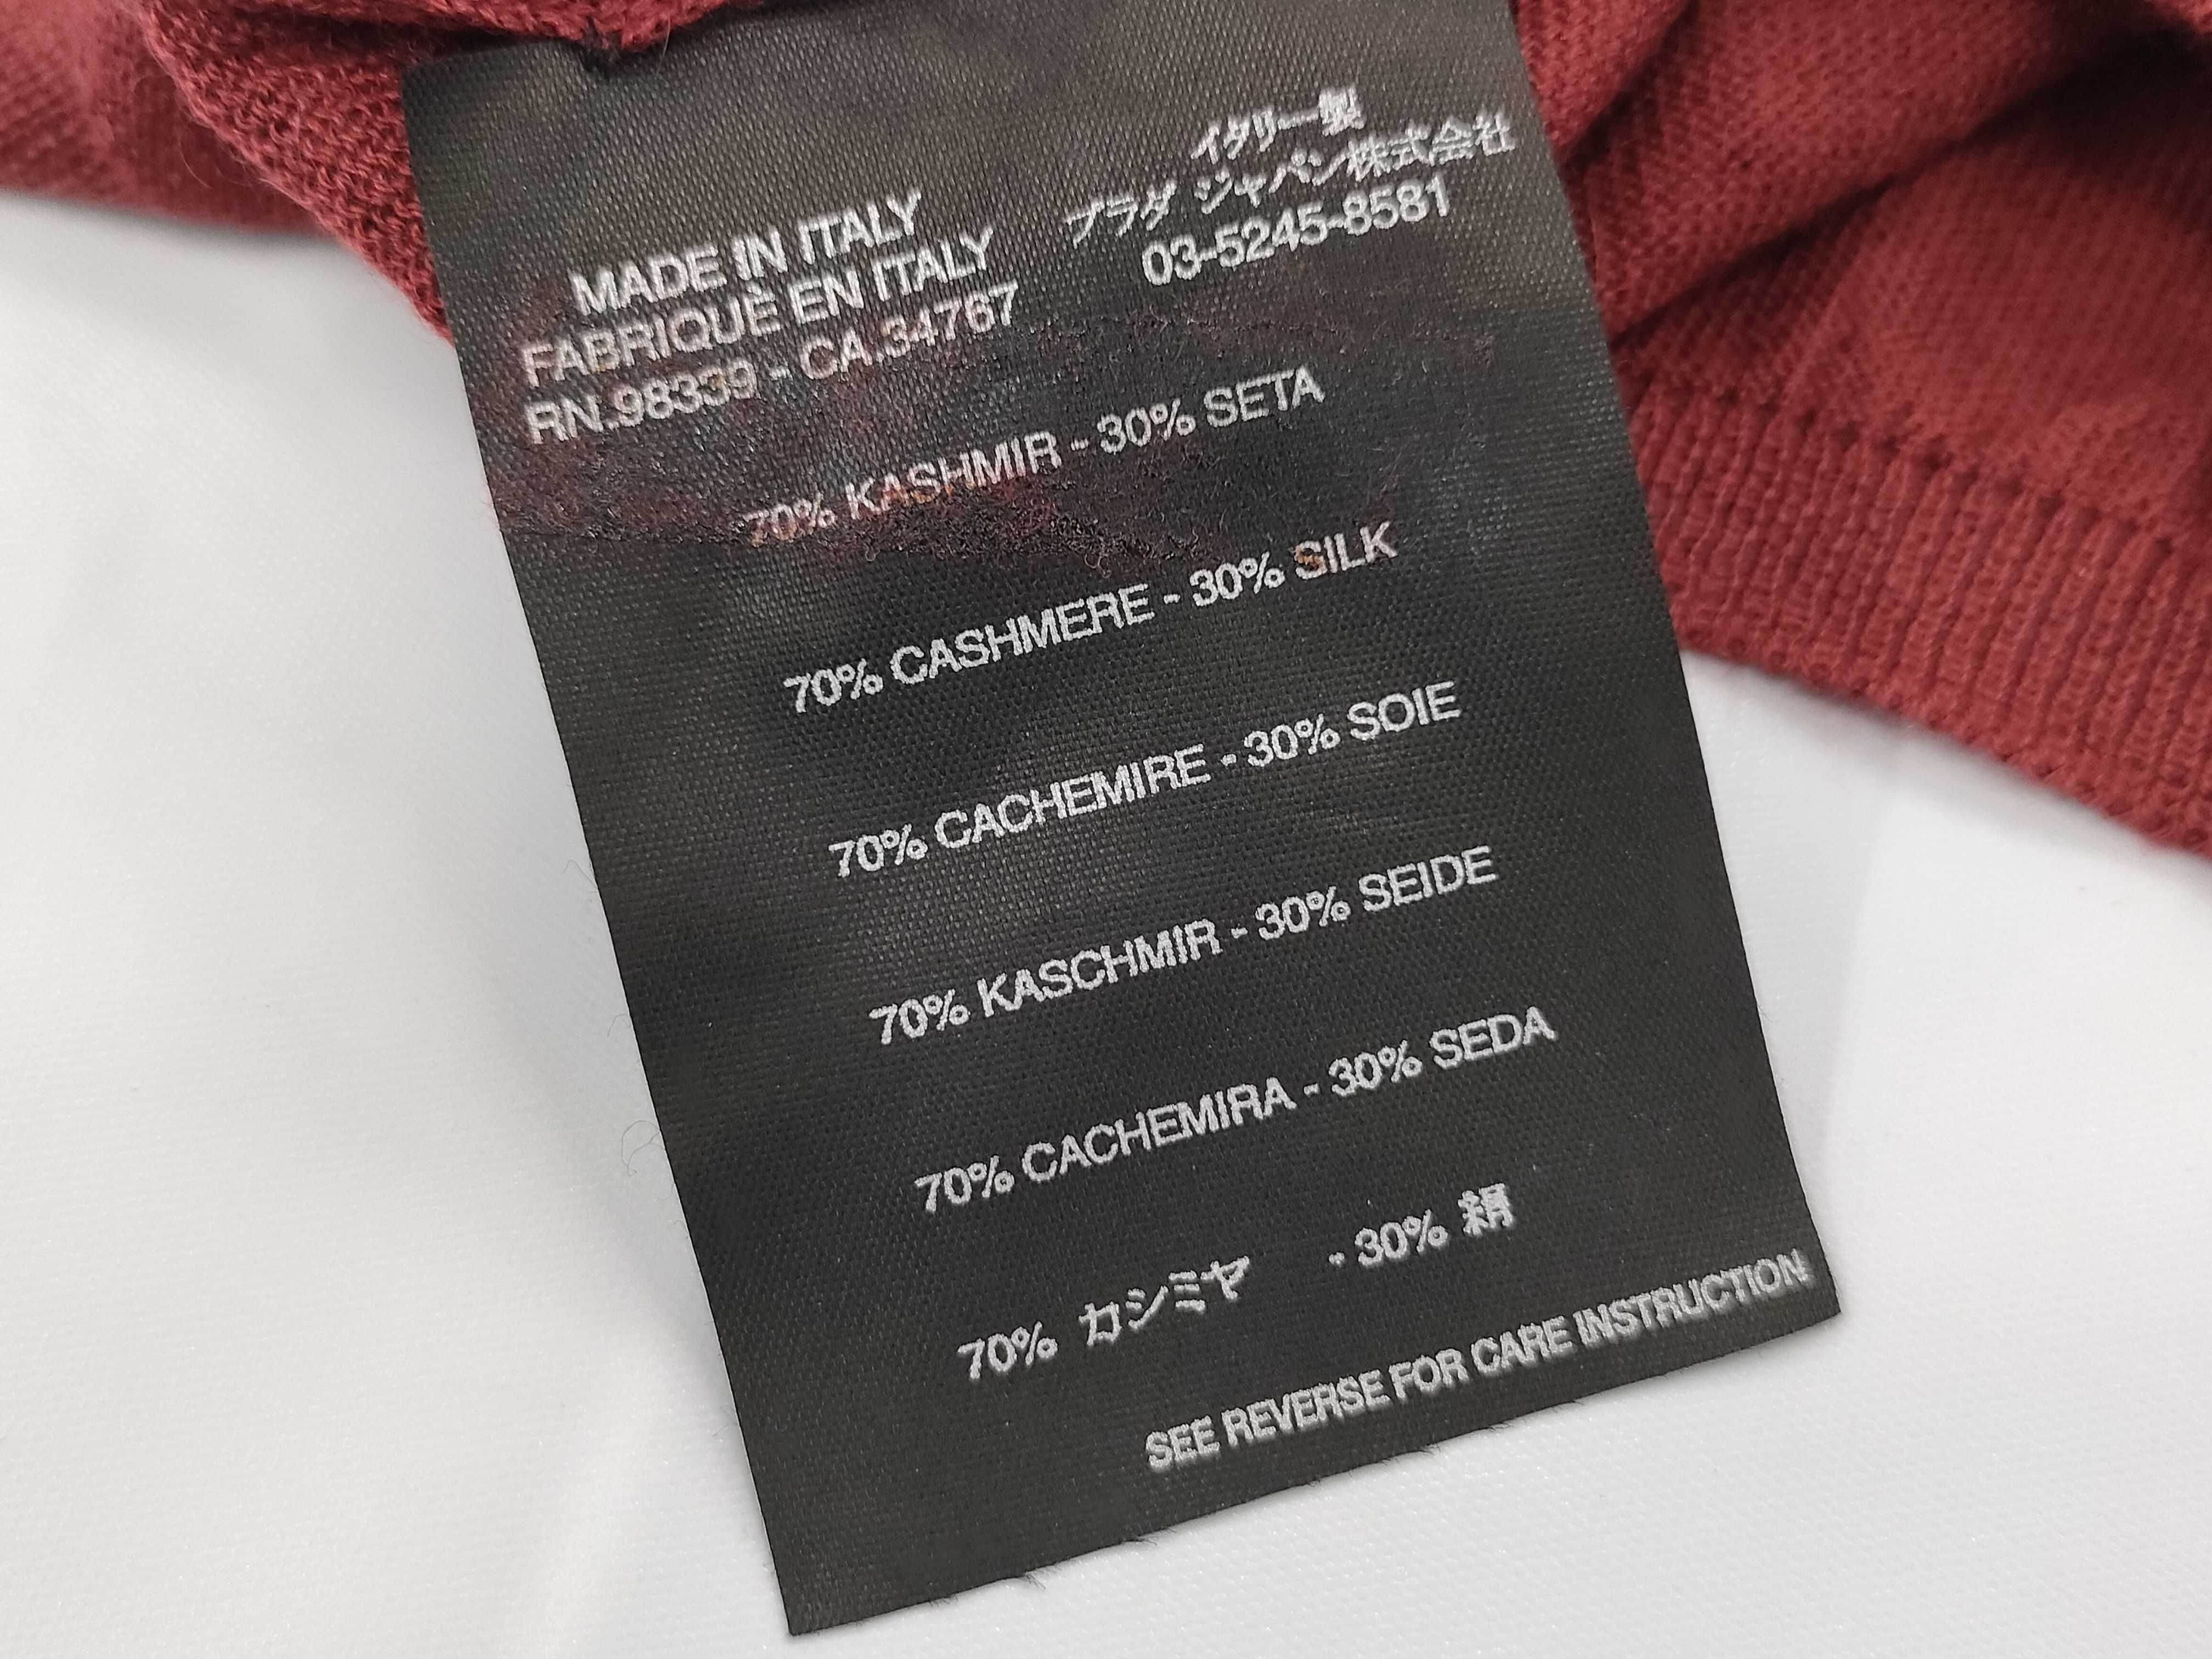 イタリー製
プラダ ジャペン株式会社
03-5245-8581
MADE IN ITALY
FABRIQUÈ EN ITALY
RN.98339 - CA.34767
70% KASHMIR - 30% SETA
70% CASHMERE - 30% SILK
70% CACHEMIRE - 30% SOIE
70% KASCHMIR - 30% SEIDE
70% CACHEMIRA - 30% SEDA
70% カシミヤ - 30% 絹
SEE REVERSE FOR CARE INSTRUCTION